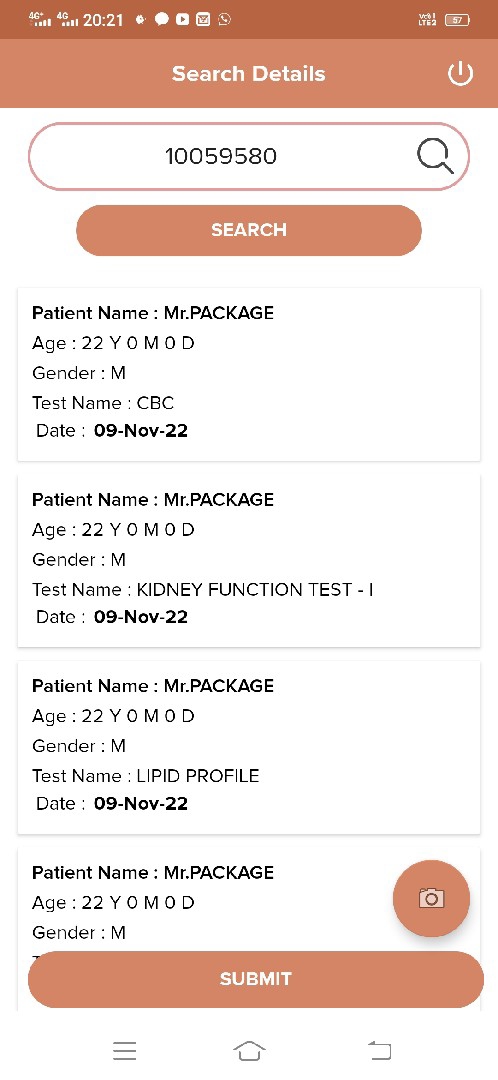 4G+ 4G 20:21 Vo) LTE2 57
Search Details
10059580
SEARCH
Patient Name : Mr.PACKAGE
Age : 22 Y 0 M 0 D
Gender : M
Test Name : CBC
Date : 09-Nov-22
Patient Name : Mr.PACKAGE
Age : 22 Y 0 M 0 D
Gender : M
Test Name : KIDNEY FUNCTION TEST - I
Date : 09-Nov-22
Patient Name : Mr.PACKAGE
Age : 22 Y 0 M 0 D
Gender : M
Test Name : LIPID PROFILE
Date : 09-Nov-22
Patient Name : Mr.PACKAGE
Age : 22 Y 0 M 0 D
Gender : M
SUBMIT